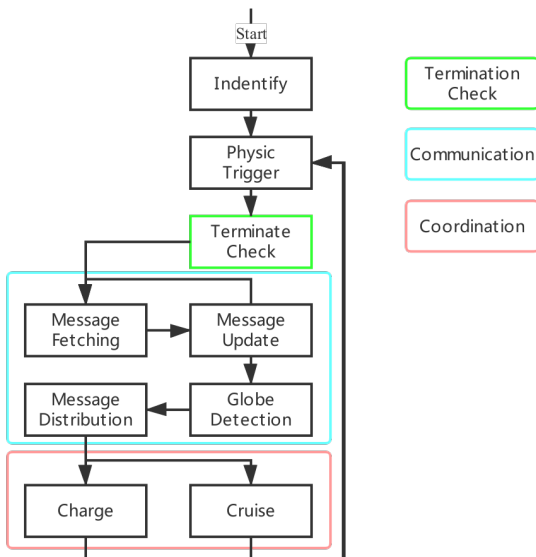 Start
Indentify
Physic
Trigger
Terminate
Check
Message
Fetching
Message
Update
Message
Distribution
Globe
Detection
Charge
Cruise
Termination
Check
Communication
Coordination